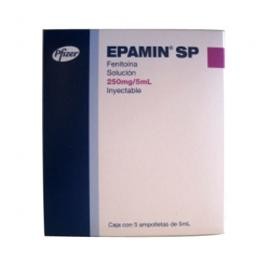 Pfizer
EPAMIN® SP
Fenitoína
Solución
250mg/5mL
Inyectable
Caja con 5 ampolletas de 5mL